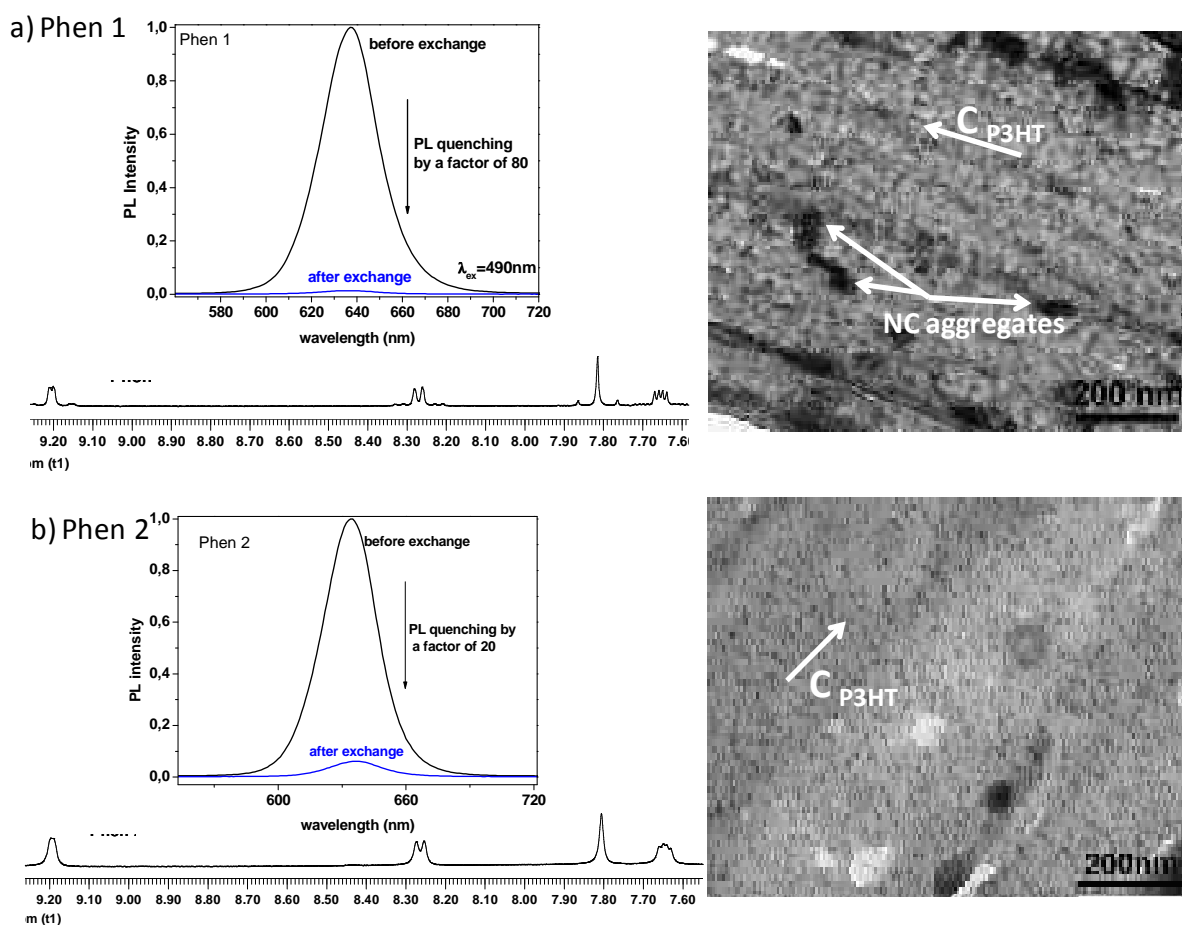 a) Phen 1
Phen 1
1,0
0,8
0,6
0,4
0,2
0,0
PL Intensity
before exchange
PL quenching
by a factor of 80
λex=490nm
after exchange
580 600 620 640 660 680 700 720
wavelength (nm)
9.20 9.10 9.00 8.90 8.80 8.70 8.60 8.50 8.40 8.30 8.20 8.10 8.00 7.90 7.80 7.70 7.60
m (t1)
C P3HT
NC aggregates
200 nm
b) Phen 2
Phen 2
1,0
0,8
0,6
0,4
0,2
0,0
PL intensity
before exchange
PL quenching by
a factor of 20
after exchange
600 660 720
wavelength (nm)
9.20 9.10 9.00 8.90 8.80 8.70 8.60 8.50 8.40 8.30 8.20 8.10 8.00 7.90 7.80 7.70 7.60
m (t1)
C P3HT
200nm